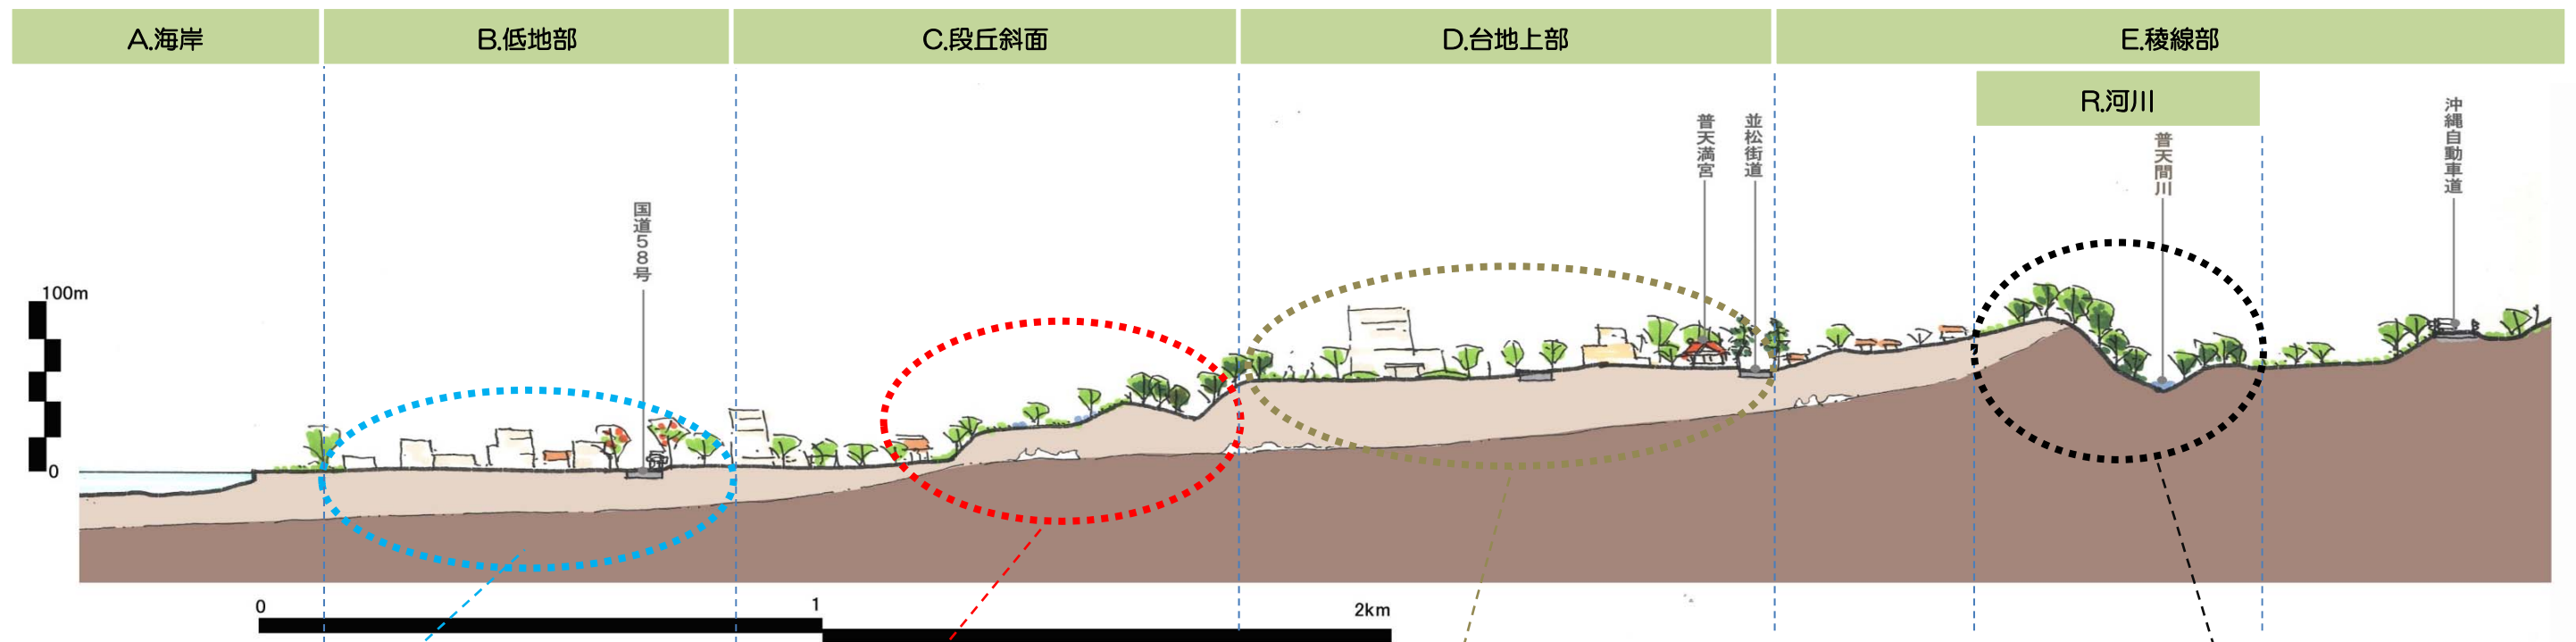 A.海岸
B.低地部
C.段丘斜面
D.台地上部
E.稜線部
R.河川
国道58号
普天満宮
並松街道
普天間川
沖縄自動車道
100m
0
0
1
2km